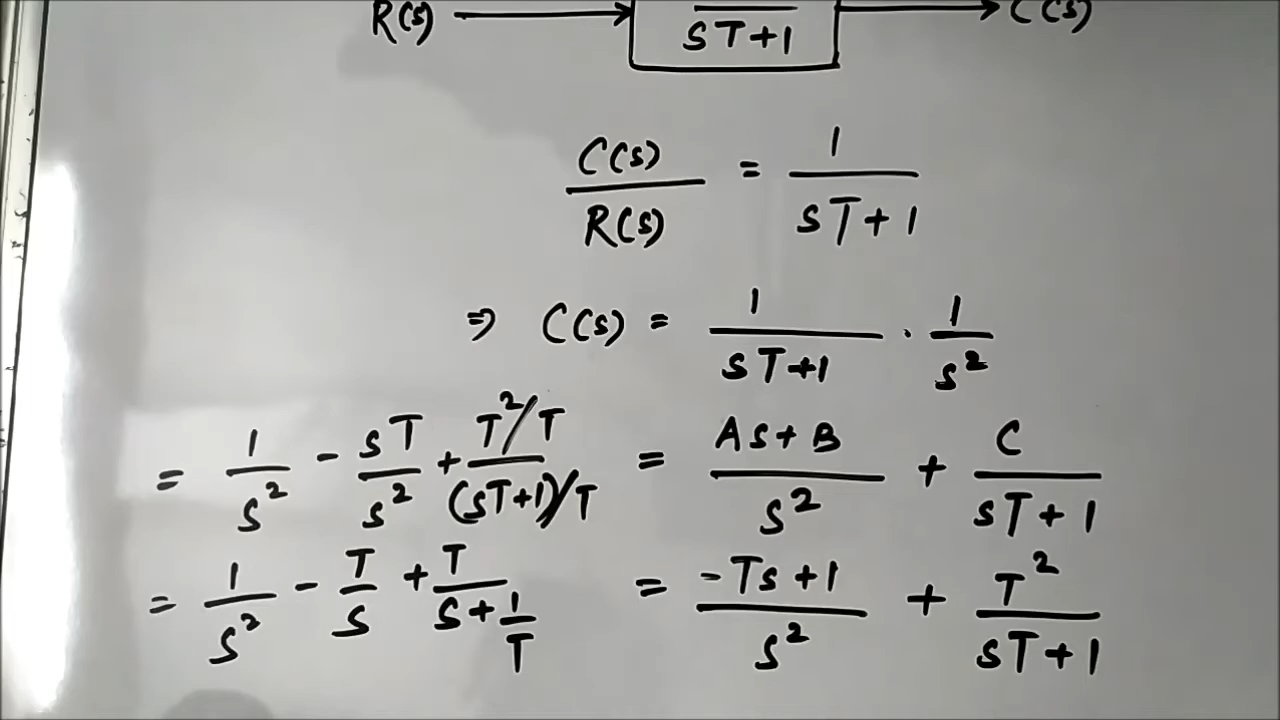 R(s) → 1/(sT+1) → C(s)
C(s)/R(s) = 1/(sT+1)
⇒ C(s) = 1/(sT+1) · 1/s²
= 1/s² - sT/s² + (T²/T)/((sT+1)/T) = (As+B)/s² + C/(sT+1)
= 1/s² - T/s + T/(s+1/T) = (-Ts+1)/s² + T²/(sT+1)